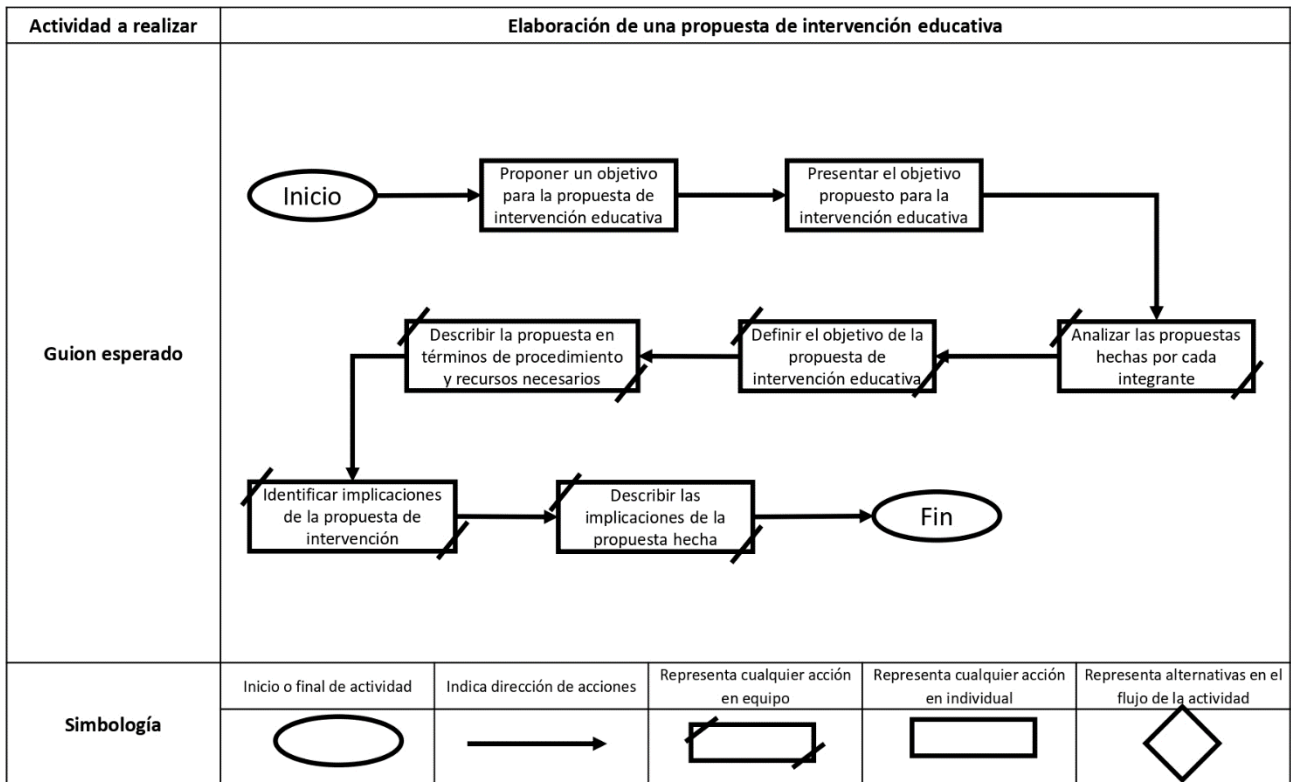 Actividad a realizar
Elaboración de una propuesta de intervención educativa
Guion esperado
Inicio
Proponer un objetivo
para la propuesta de
intervención educativa
Presentar el objetivo
propuesto para la
intervención educativa
Analizar las propuestas
hechas por cada
integrante
Definir el objetivo de la
propuesta de
intervención educativa
Describir la propuesta en
términos de procedimiento
y recursos necesarios
Identificar implicaciones
de la propuesta de
intervención
Describir las
implicaciones de la
propuesta hecha
Fin
Simbología
Inicio o final de actividad
Indica dirección de acciones
Representa cualquier acción
en equipo
Representa cualquier acción
en individual
Representa alternativas en el
flujo de la actividad